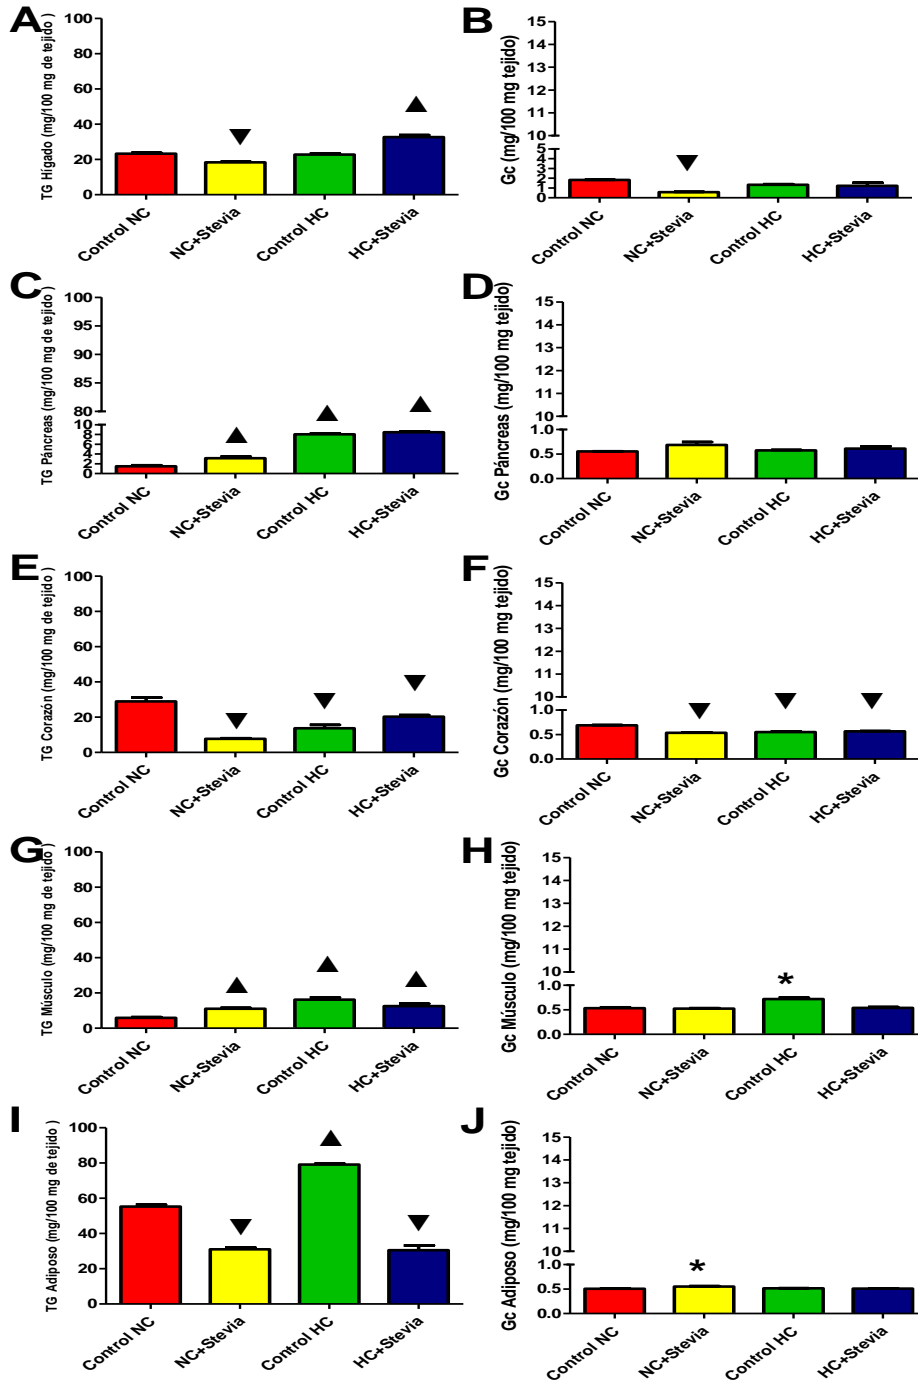 A
TG Hígado (mg/100 mg de tejido )
100
80
60
40
20
0
Control NC
NC+Stevia
Control HC
HC+Stevia
B
Gc (mg/100 mg tejido)
15
14
13
12
11
10
5
4
3
2
1
0
Control NC
NC+Stevia
Control HC
HC+Stevia
C
TG Páncreas (mg/100 mg de tejido )
100
95
90
85
80
10
8
6
4
2
0
Control NC
NC+Stevia
Control HC
HC+Stevia
D
Gc Páncreas (mg/100 mg tejido)
15
14
13
12
11
10
1.0
0.5
0.0
Control NC
NC+Stevia
Control HC
HC+Stevia
E
TG Corazón (mg/100 mg de tejido )
100
80
60
40
20
0
Control NC
NC+Stevia
Control HC
HC+Stevia
F
Gc Corazón (mg/100 mg tejido)
15
14
13
12
11
10
1.0
0.5
0.0
Control NC
NC+Stevia
Control HC
HC+Stevia
G
TG Músculo (mg/100 mg de tejido )
100
80
60
40
20
0
Control NC
NC+Stevia
Control HC
HC+Stevia
H
Gc Músculo (mg/100 mg tejido)
15
14
13
12
11
10
1.0
0.5
0.0
*
Control NC
NC+Stevia
Control HC
HC+Stevia
I
TG Adiposo (mg/100 mg de tejido )
100
80
60
40
20
0
Control NC
NC+Stevia
Control HC
HC+Stevia
J
Gc Adiposo (mg/100 mg tejido)
15
14
13
12
11
10
1.0
0.5
0.0
*
Control NC
NC+Stevia
Control HC
HC+Stevia